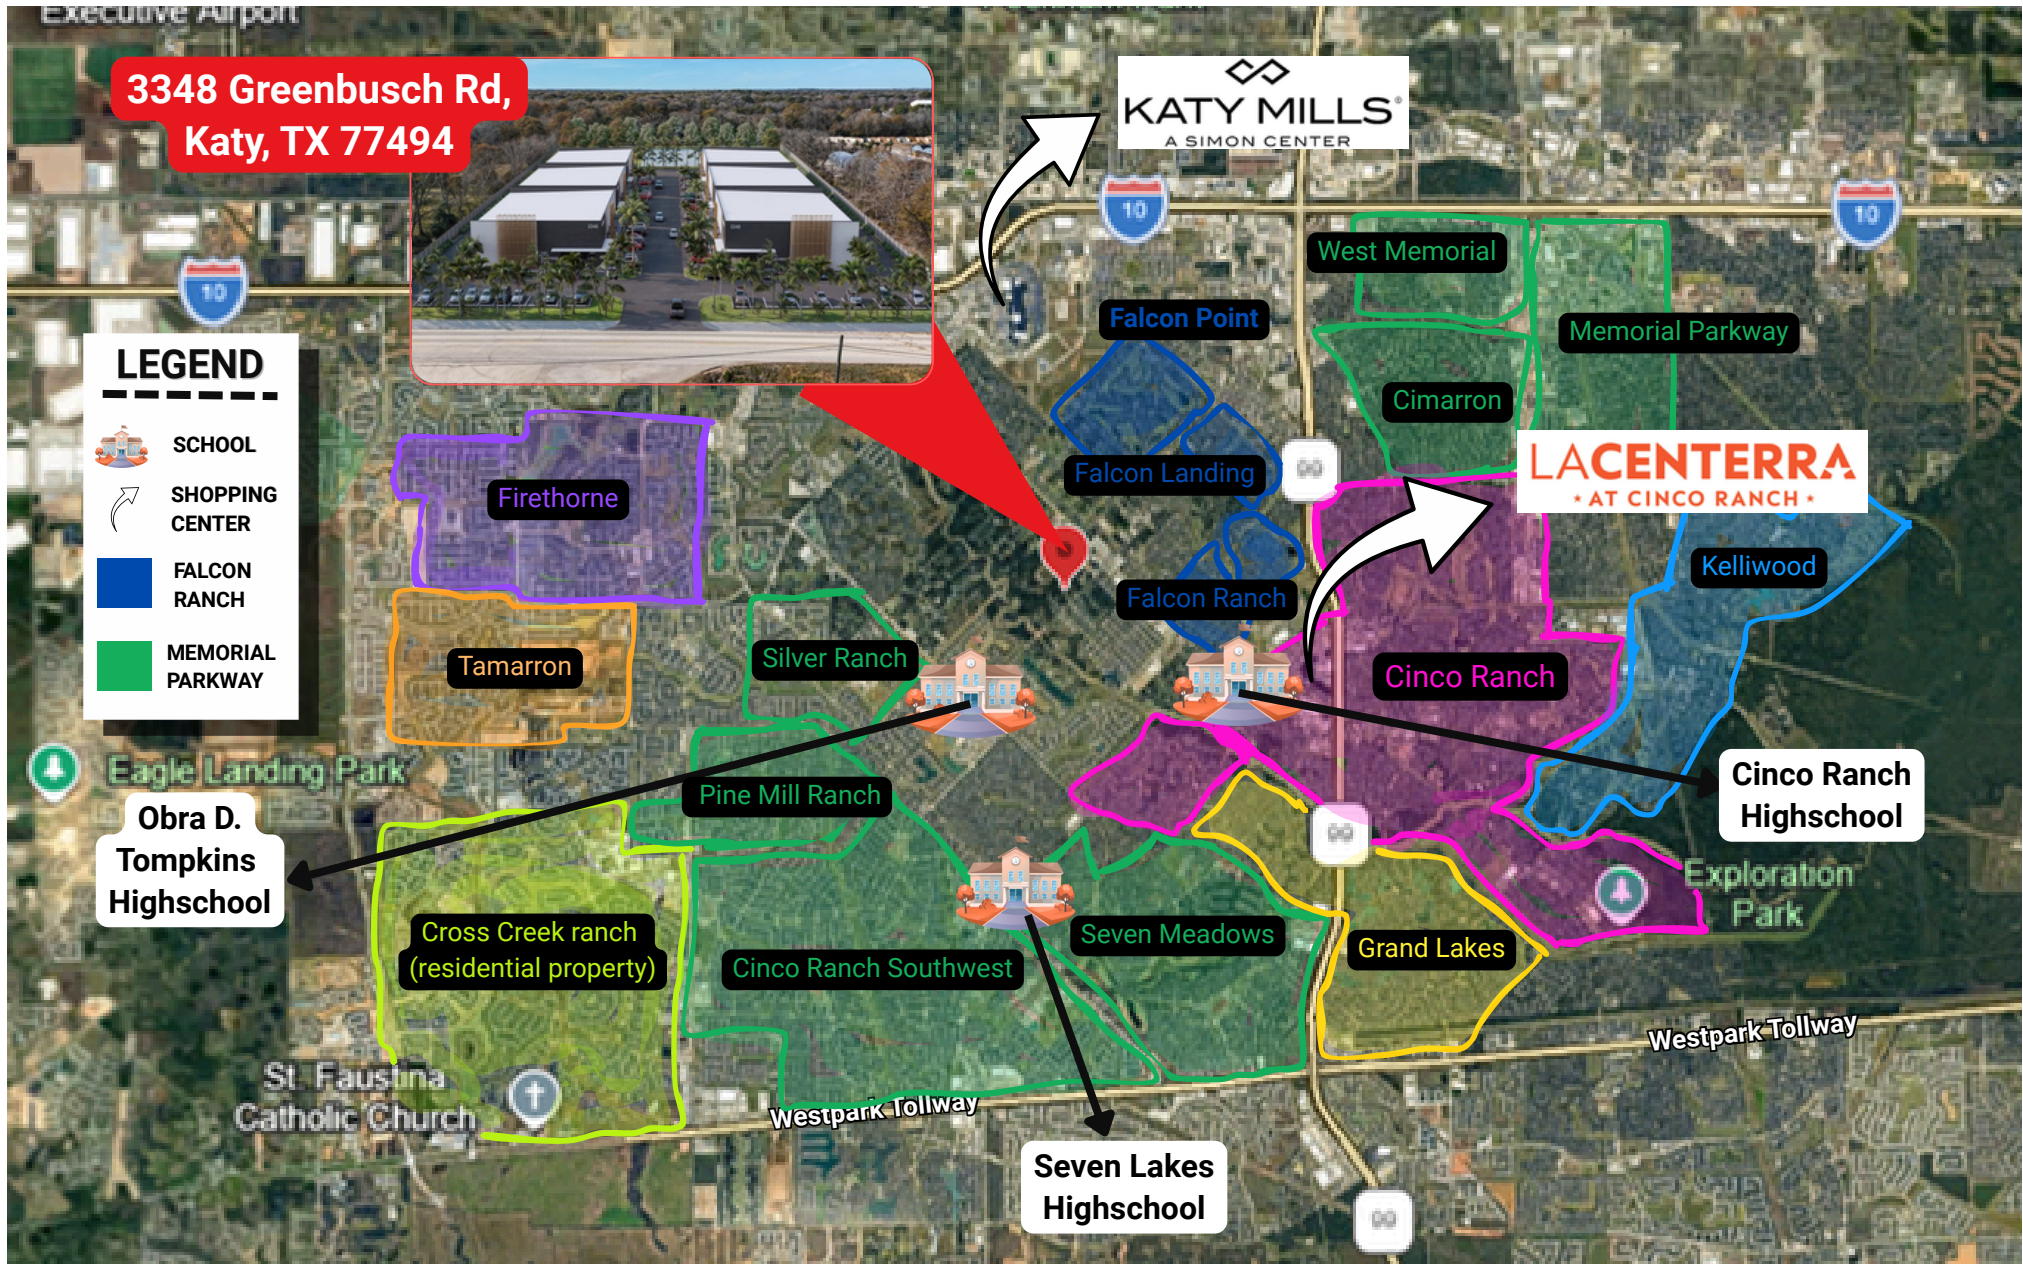 Executive Airport
3348 Greenbusch Rd,
Katy, TX 77494
KATY MILLS
A SIMON CENTER
10
10
10
West Memorial
Memorial Parkway
Falcon Point
Cimarron
Falcon Landing
LACENTERRA
• AT CINCO RANCH •
LEGEND
SCHOOL
SHOPPING
CENTER
FALCON
RANCH
MEMORIAL
PARKWAY
Firethorne
Kelliwood
Falcon Ranch
Tamarron
Silver Ranch
Cinco Ranch
Eagle Landing Park
Pine Mill Ranch
Cinco Ranch
Highschool
Obra D.
Tompkins
Highschool
Exploration
Park
Cross Creek ranch
(residential property)
Cinco Ranch Southwest
Seven Meadows
Grand Lakes
Westpark Tollway
St. Faustina
Catholic Church
Westpark Tollway
Seven Lakes
Highschool
99
99
99